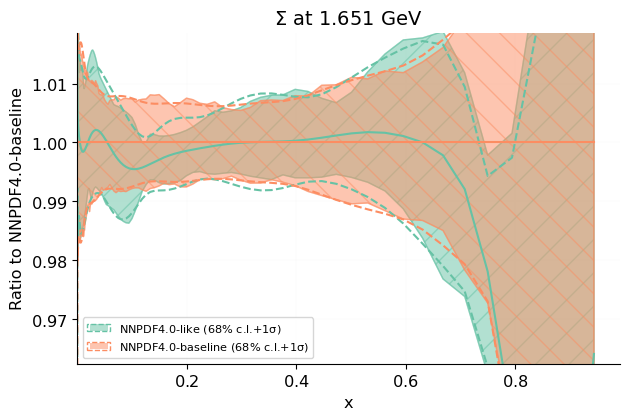 Σ at 1.651 GeV
Ratio to NNPDF4.0-baseline
1.01
1.00
0.99
0.98
0.97
NNPDF4.0-like (68% c.l.+1σ)
NNPDF4.0-baseline (68% c.l.+1σ)
0.2 0.4 0.6 0.8
x